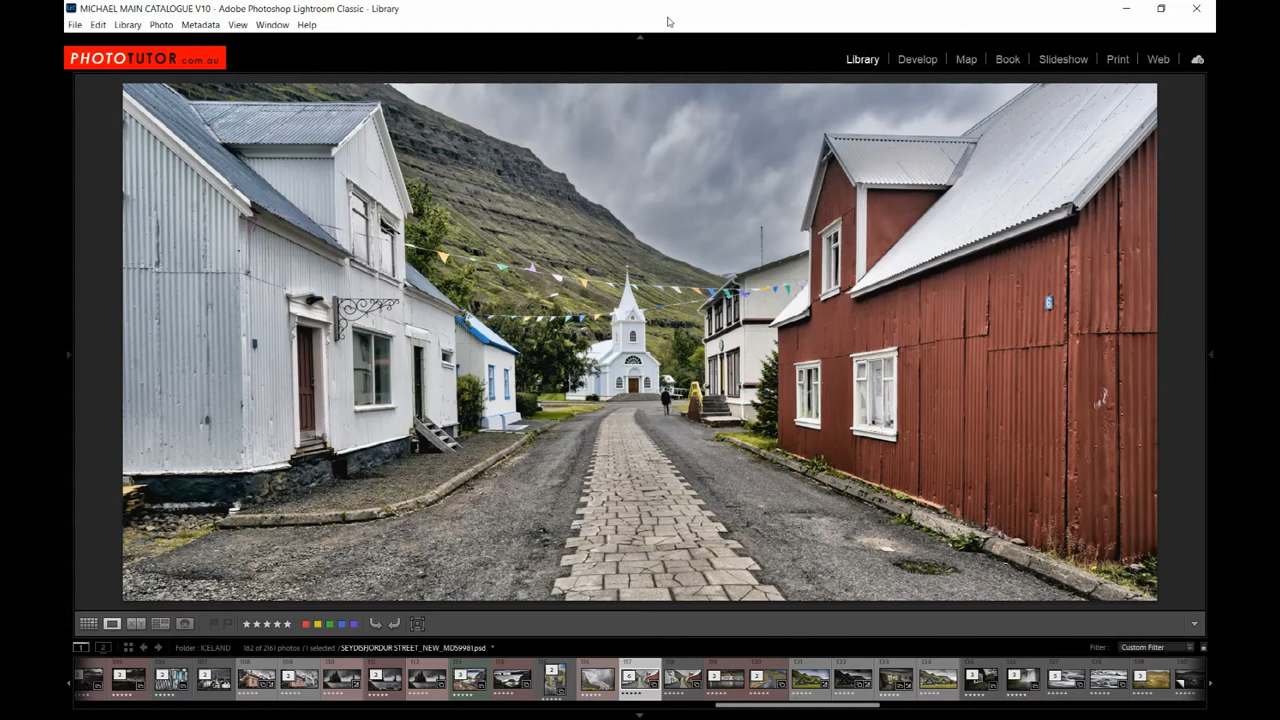 MICHAEL MAIN CATALOGUE V10 - Adobe Photoshop Lightroom Classic - Library
File Edit Library Photo Metadata View Window Help
PHOTOTUTOR.com.au
Library | Develop | Map | Book | Slideshow | Print | Web
6
Folder : ICELAND 182 of 2161 photos / 1 selected / SEYDISFJORDUR STREET_NEW_MDS9981.psd
Filter : Custom Filter